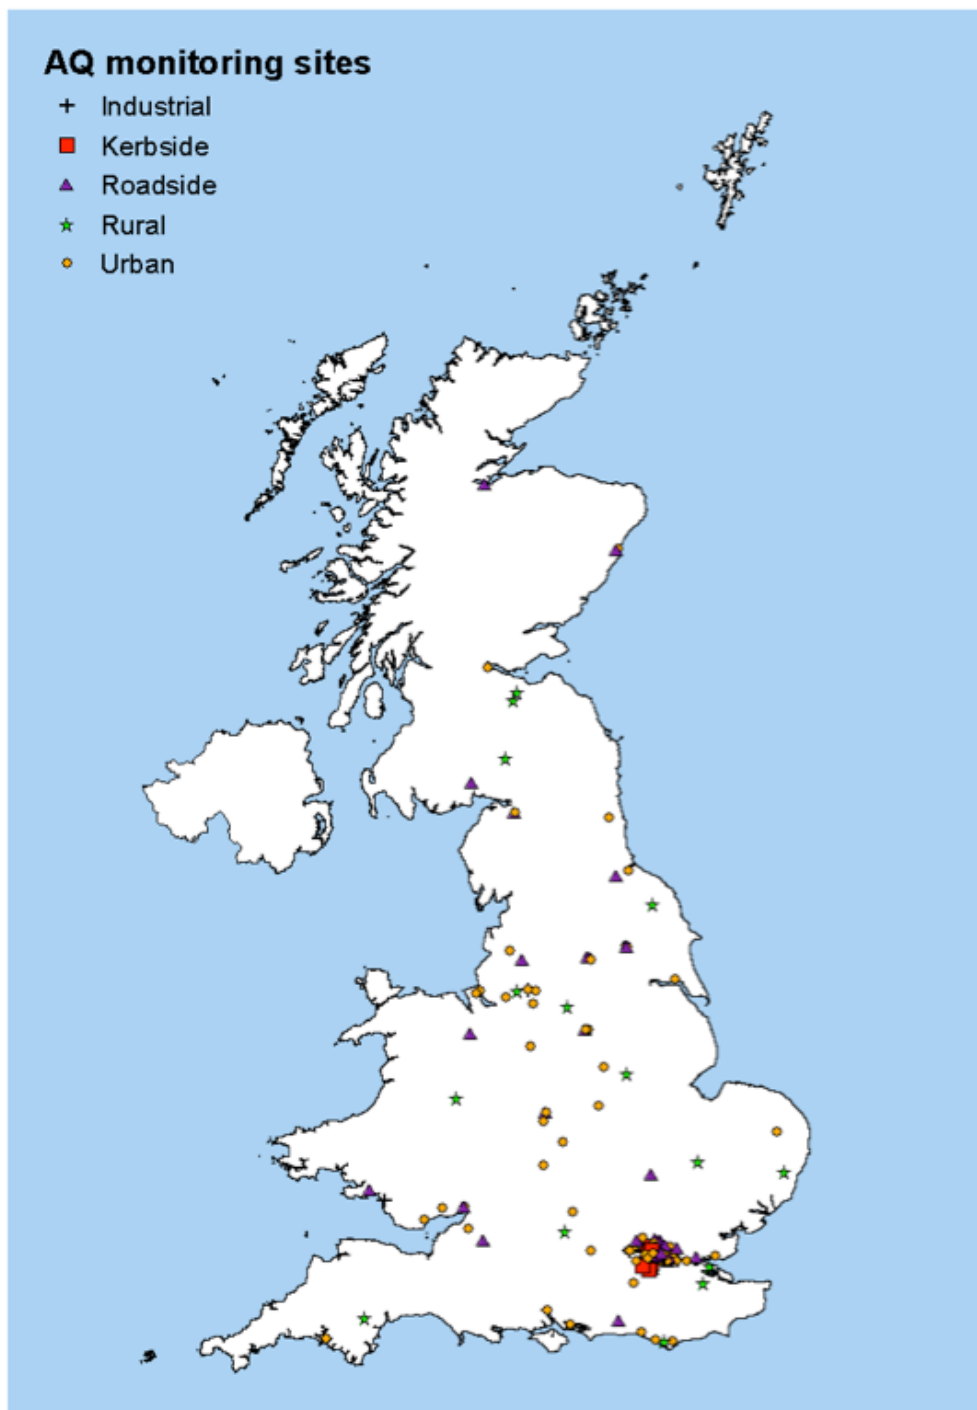 AQ monitoring sites
Industrial
Kerbside
Roadside
Rural
Urban